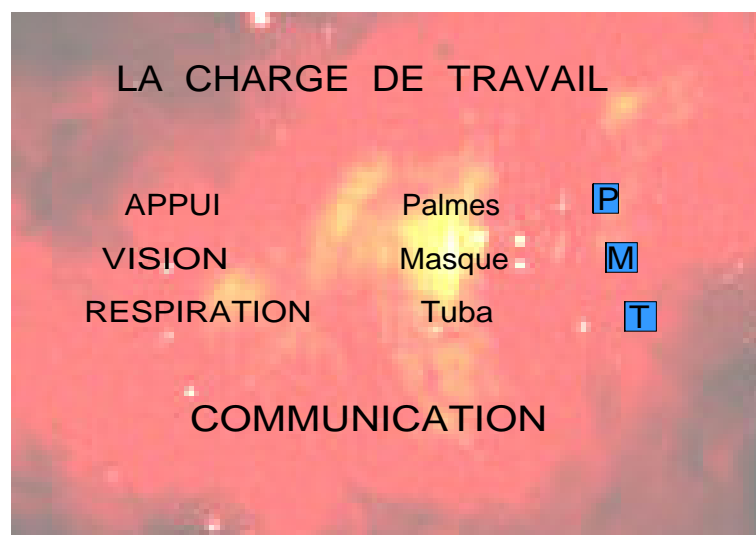 LA CHARGE DE TRAVAIL
APPUI Palmes P
VISION Masque M
RESPIRATION Tuba T
COMMUNICATION